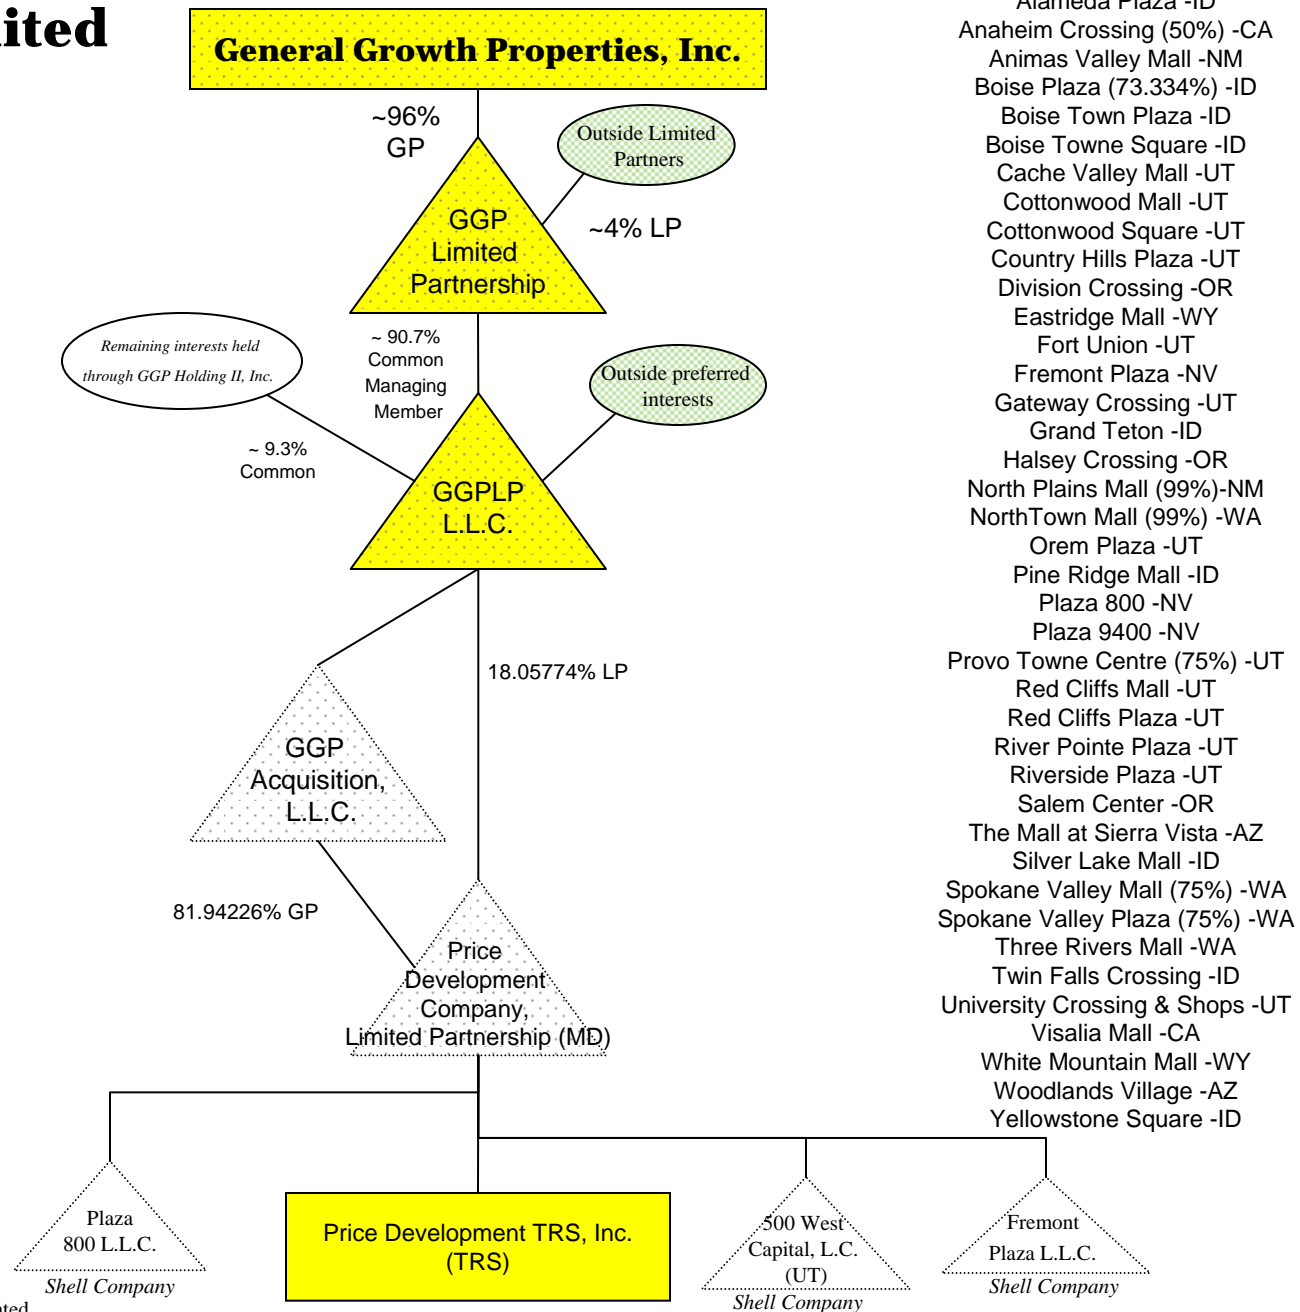 General Growth Properties, Inc.
~96%
GP
Outside Limited
Partners
GGP
Limited
Partnership
~4% LP
~ 90.7%
Common
Managing
Member
Remaining interests held
through GGP Holding II, Inc.
Outside preferred
interests
~ 9.3%
Common
GGPLP
L.L.C.
18.05774% LP
GGP
Acquisition,
L.L.C.
81.94226% GP
Price
Development
Company,
Limited Partnership (MD)
Plaza
800 L.L.C.
Shell Company
Price Development TRS, Inc.
(TRS)
500 West
Capital, L.C.
(UT)
Shell Company
Fremont
Plaza L.L.C.
Shell Company
Alameda Plaza -ID
Anaheim Crossing (50%) -CA
Animas Valley Mall -NM
Boise Plaza (73.334%) -ID
Boise Town Plaza -ID
Boise Towne Square -ID
Cache Valley Mall -UT
Cottonwood Mall -UT
Cottonwood Square -UT
Country Hills Plaza -UT
Division Crossing -OR
Eastridge Mall -WY
Fort Union -UT
Fremont Plaza -NV
Gateway Crossing -UT
Grand Teton -ID
Halsey Crossing -OR
North Plains Mall (99%)-NM
NorthTown Mall (99%) -WA
Orem Plaza -UT
Pine Ridge Mall -ID
Plaza 800 -NV
Plaza 9400 -NV
Provo Towne Centre (75%) -UT
Red Cliffs Mall -UT
Red Cliffs Plaza -UT
River Pointe Plaza -UT
Riverside Plaza -UT
Salem Center -OR
The Mall at Sierra Vista -AZ
Silver Lake Mall -ID
Spokane Valley Mall (75%) -WA
Spokane Valley Plaza (75%) -WA
Three Rivers Mall -WA
Twin Falls Crossing -ID
University Crossing & Shops -UT
Visalia Mall -CA
White Mountain Mall -WY
Woodlands Village -AZ
Yellowstone Square -ID